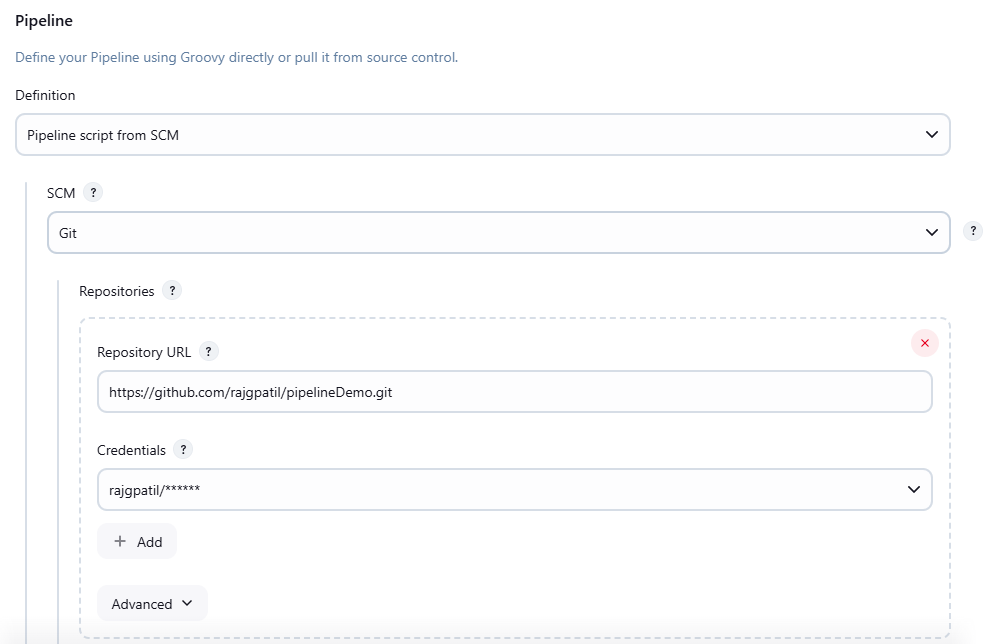 Pipeline
Define your Pipeline using Groovy directly or pull it from source control.
Definition
Pipeline script from SCM
SCM ?
Git
?
Repositories ?
Repository URL ?
https://github.com/rajgpatil/pipelineDemo.git
Credentials ?
rajgpatil/******
+ Add
Advanced